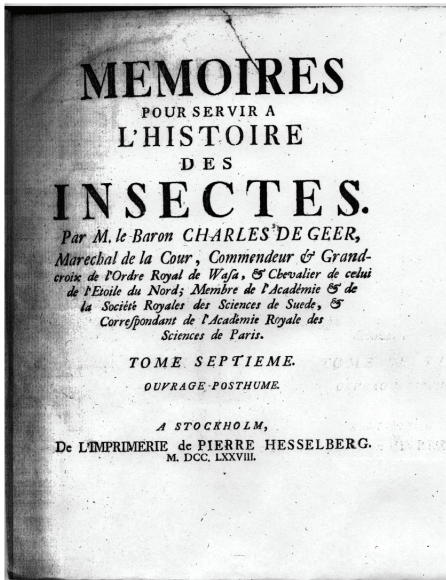 MEMOIRES
POUR SERVIR A
L'HISTOIRE
DES
INSECTES.
Par M. le Baron CHARLES DE GEER,
Marechal de la Cour, Commendeur & Grand-
croix de l'Ordre Royal de Wasa, & Chevalier de celui
de l'Etoile du Nord; Membre de l'Académie & de
la Société Royales des Sciences de Suede, &
Correspondant de l'Academie Royale des
Sciences de Paris.
TOME SEPTIEME.
OUVRAGE POSTHUME.
A STOCKHOLM,
De L'IMPRIMERIE de PIERRE HESSELBERG.
M. DCC. LXXVIII.